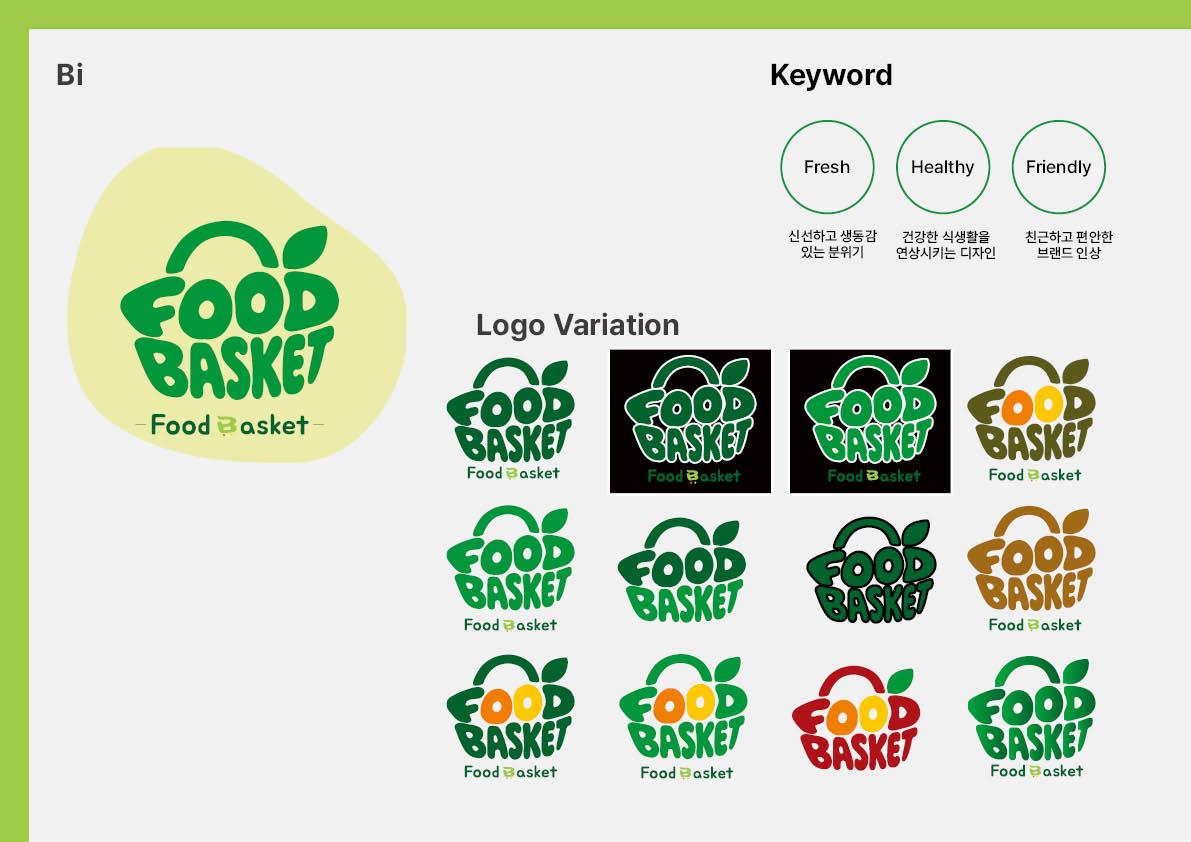 Bi
Keyword
Fresh
Healthy
Friendly
신선하고 생동감
있는 분위기
건강한 식생활을
연상시키는 디자인
친근하고 편안한
브랜드 인상
FOOD
BASKET
Food Basket
Logo Variation
FOOD
BASKET
Food Basket
FOOD
BASKET
Food Basket
FOOD
BASKET
Food Basket
FOOD
BASKET
Food Basket
FOOD
BASKET
Food Basket
FOOD
BASKET
FOOD
BASKET
FOOD
BASKET
Food Basket
FOOD
BASKET
Food Basket
FOOD
BASKET
Food Basket
FOOD
BASKET
FOOD
BASKET
Food Basket